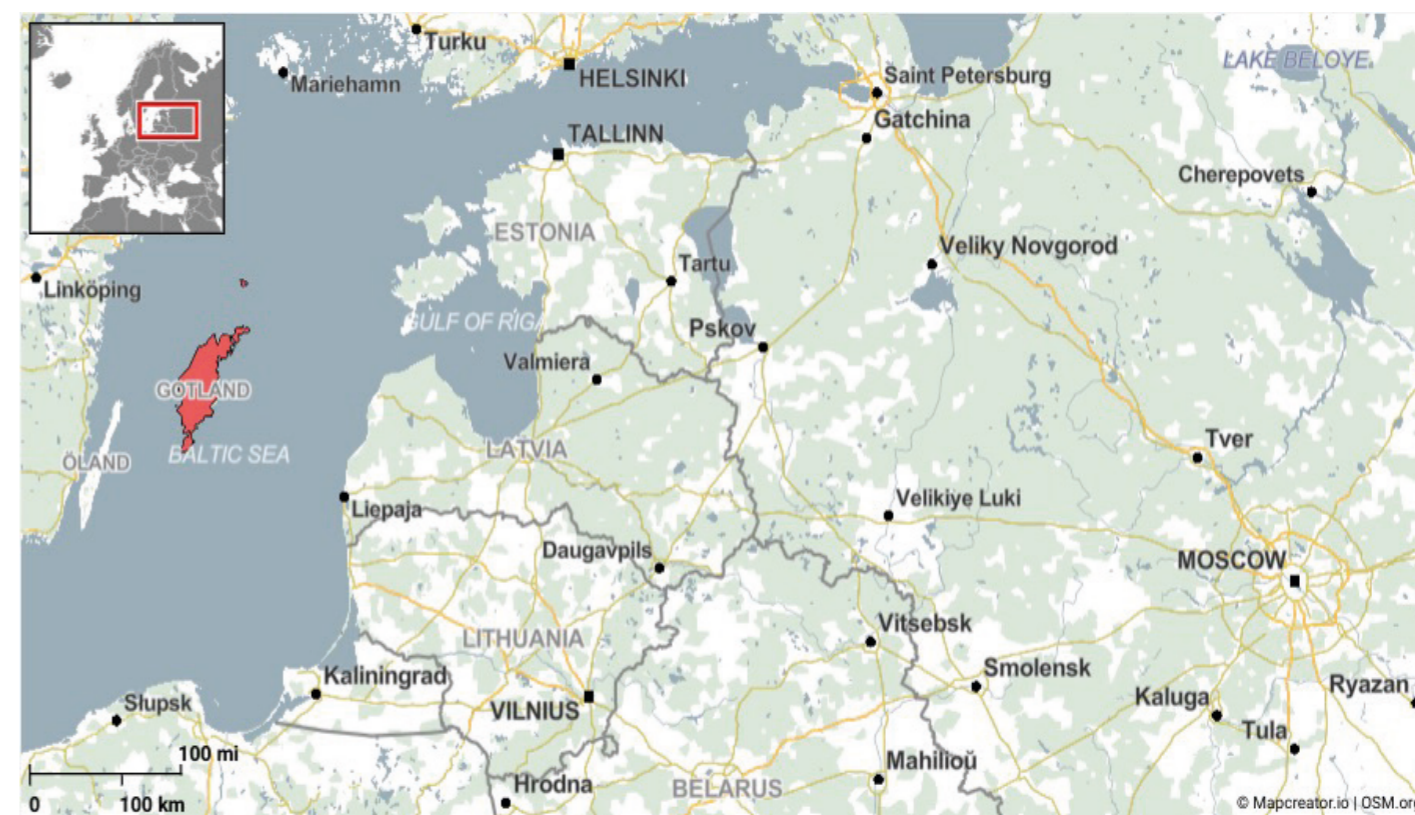 Turku
HELSINKI
Mariehamn
Saint Petersburg
LAKE BELOYE
Gatchina
TALLINN
Cherepovets
ESTONIA
Veliky Novgorod
Tartu
Linköping
GULF OF RIGA
Pskov
Valmiera
GOTLAND
Tver
LATVIA
BALTIC SEA
ÖLAND
Velikiye Luki
Liepaja
Daugavpils
MOSCOW
Vitsebsk
LITHUANIA
Smolensk
Kaliningrad
Ryazan
Kaluga
Słupsk
VILNIUS
Tula
100 mi
Mahilioŭ
Hrodna
BELARUS
0 100 km
© Mapcreator.io | OSM.org